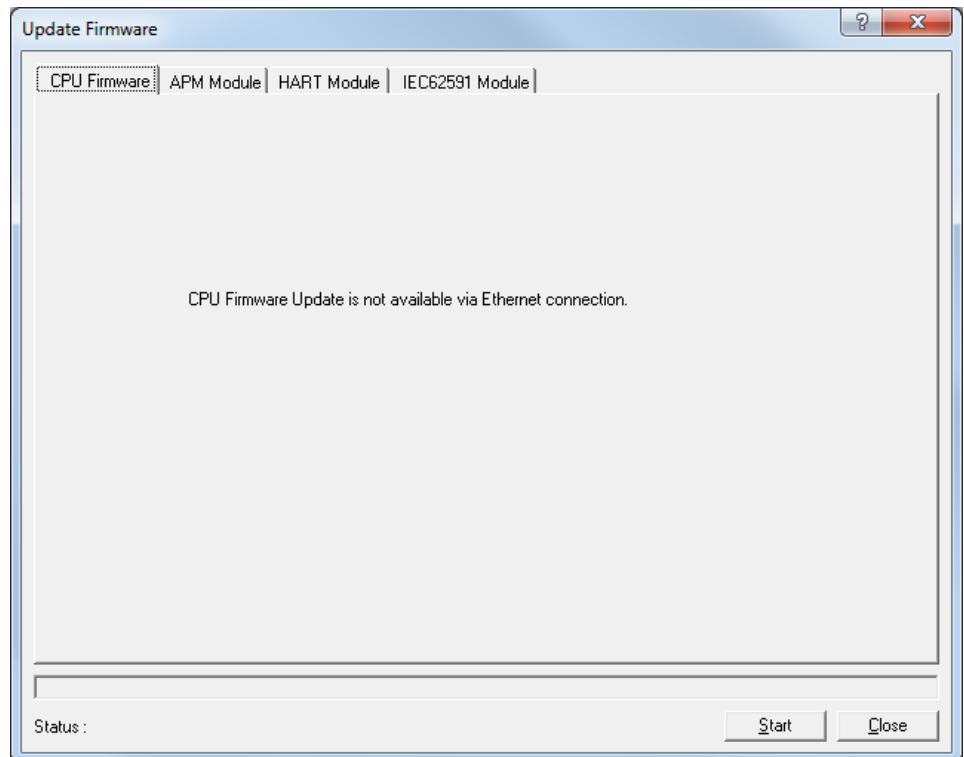 Update Firmware
CPU Firmware APM Module HART Module IEC62591 Module
CPU Firmware Update is not available via Ethernet connection.
Status :
Start Close